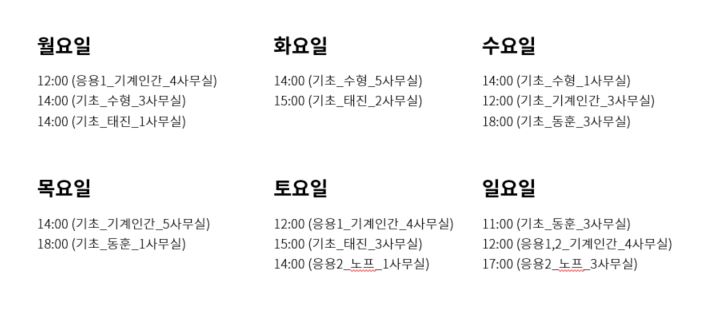 월요일
12:00 (응용1_기계인간_4사무실)
14:00 (기초_수형_3사무실)
14:00 (기초_태진_1사무실)
화요일
14:00 (기초_수형_5사무실)
15:00 (기초_태진_2사무실)
수요일
14:00 (기초_수형_1사무실)
12:00 (기초_기계인간_3사무실)
18:00 (기초_동훈_3사무실)
목요일
14:00 (기초_기계인간_5사무실)
18:00 (기초_동훈_1사무실)
토요일
12:00 (응용1_기계인간_4사무실)
15:00 (기초_태진_3사무실)
14:00 (응용2_노프_1사무실)
일요일
11:00 (기초_동훈_3사무실)
12:00 (응용1,2_기계인간_4사무실)
17:00 (응용2_노프_3사무실)